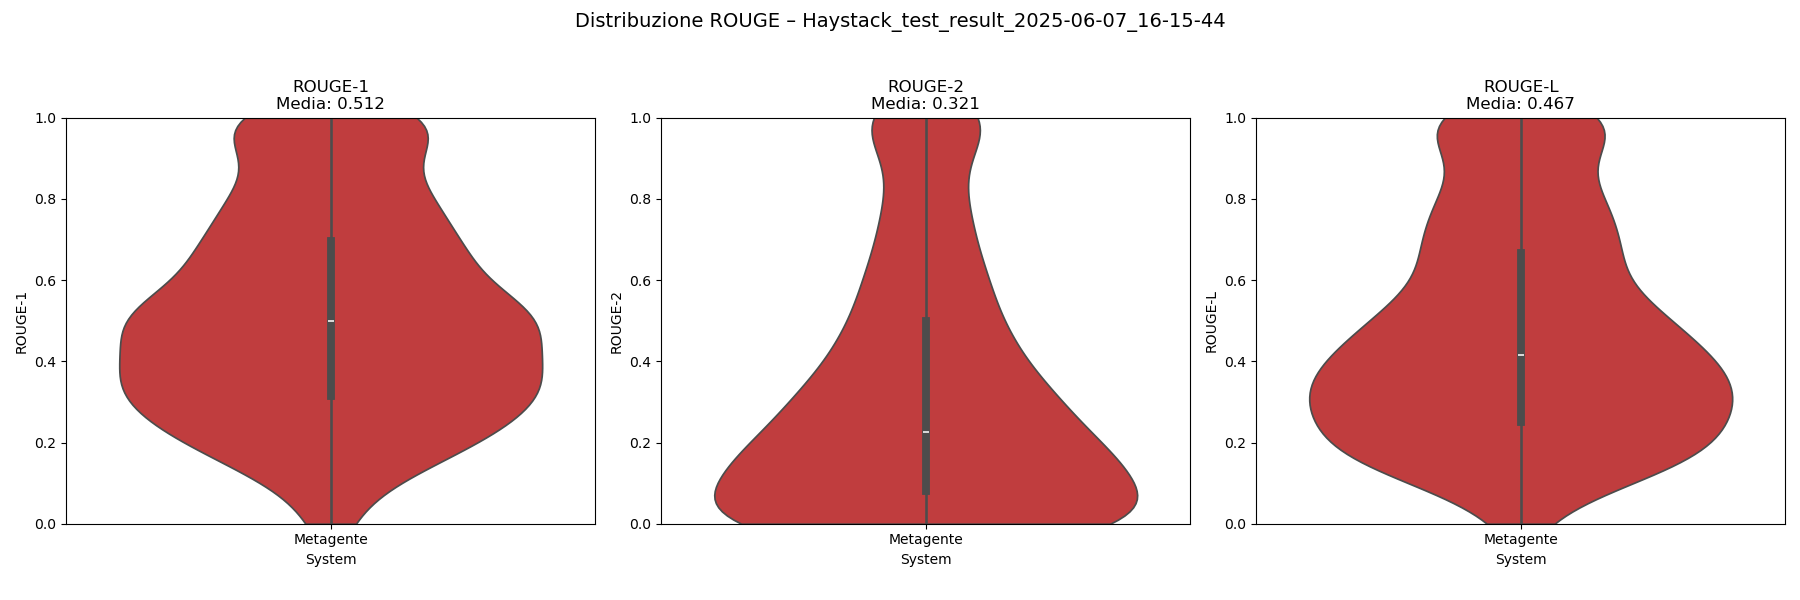 Distribuzione ROUGE – Haystack_test_result_2025-06-07_16-15-44
ROUGE-1
Media: 0.512
1.0
0.8
0.6
0.4
0.2
0.0
ROUGE-1
Metagente
System
ROUGE-2
Media: 0.321
1.0
0.8
0.6
0.4
0.2
0.0
ROUGE-2
Metagente
System
ROUGE-L
Media: 0.467
1.0
0.8
0.6
0.4
0.2
0.0
ROUGE-L
Metagente
System